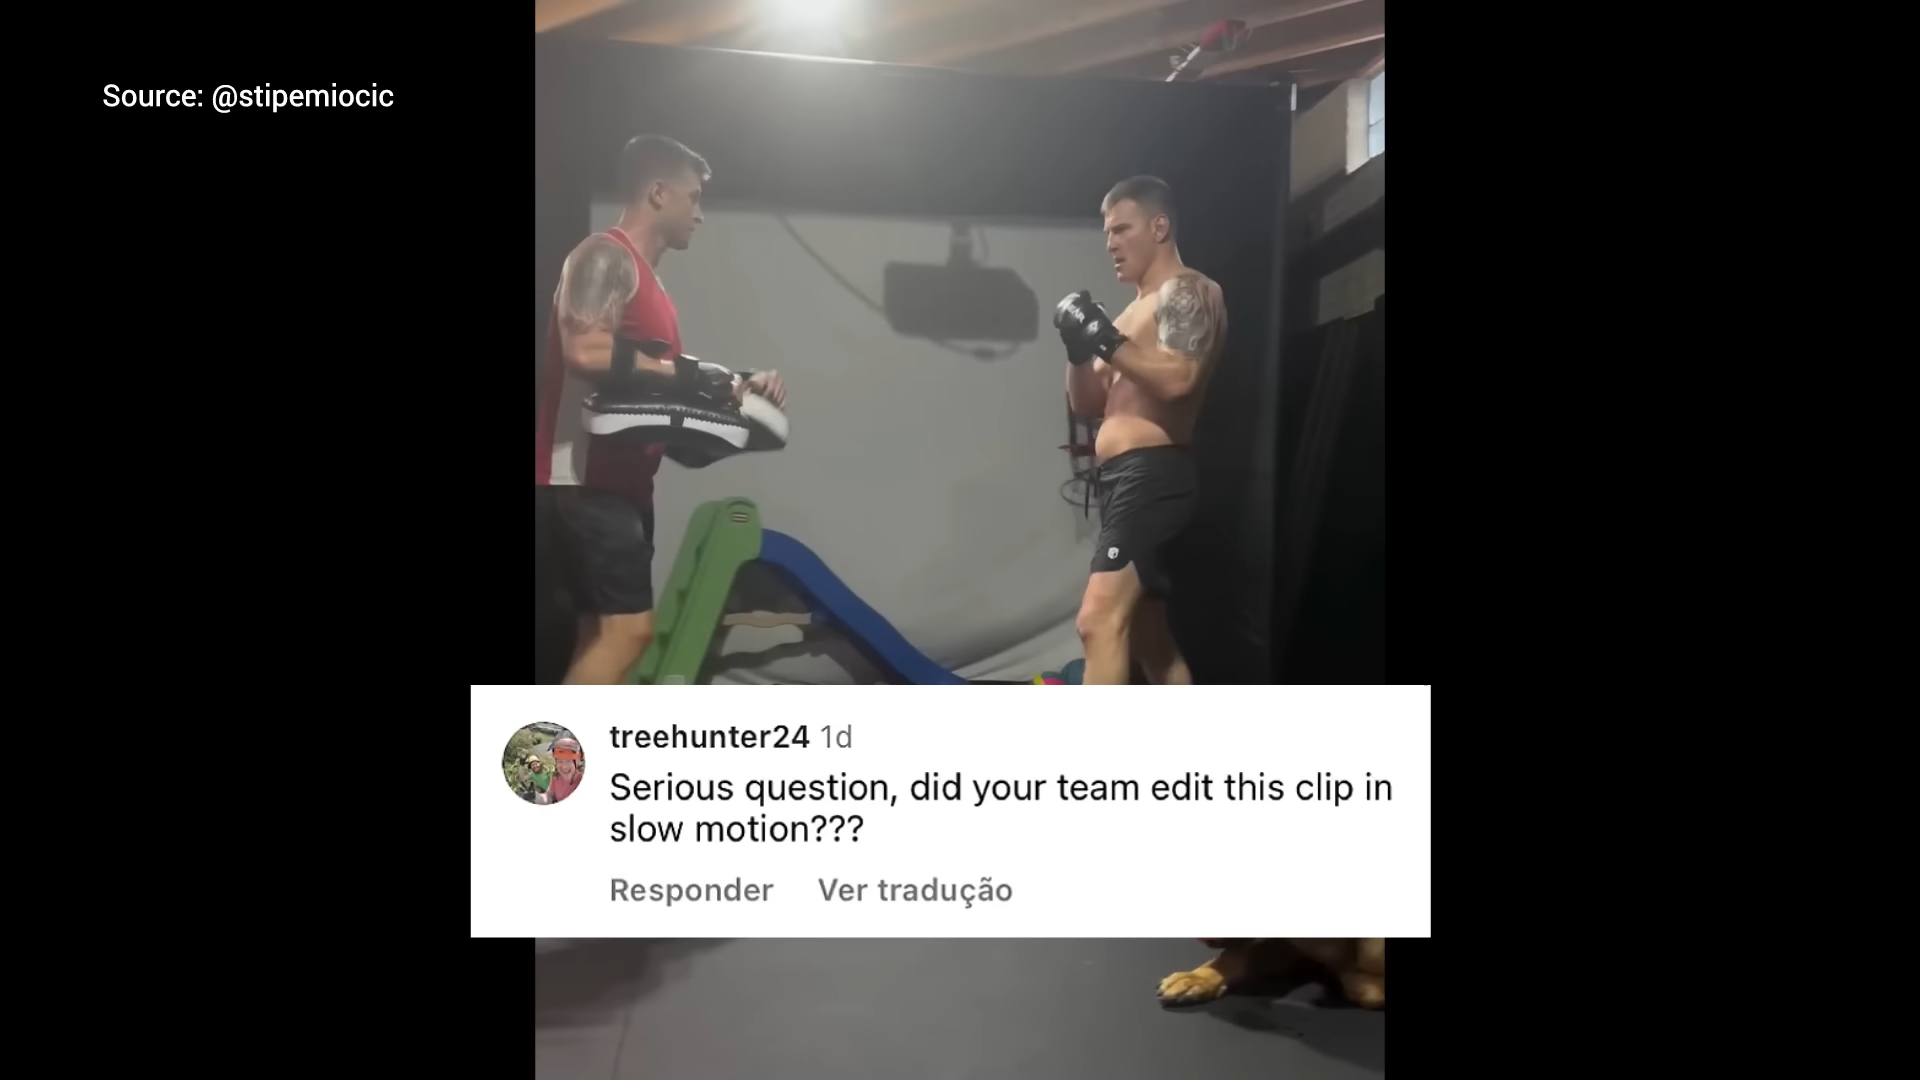 Source: @stipemiocic
treehunter24 1d
Serious question, did your team edit this clip in
slow motion???
Responder Ver tradução